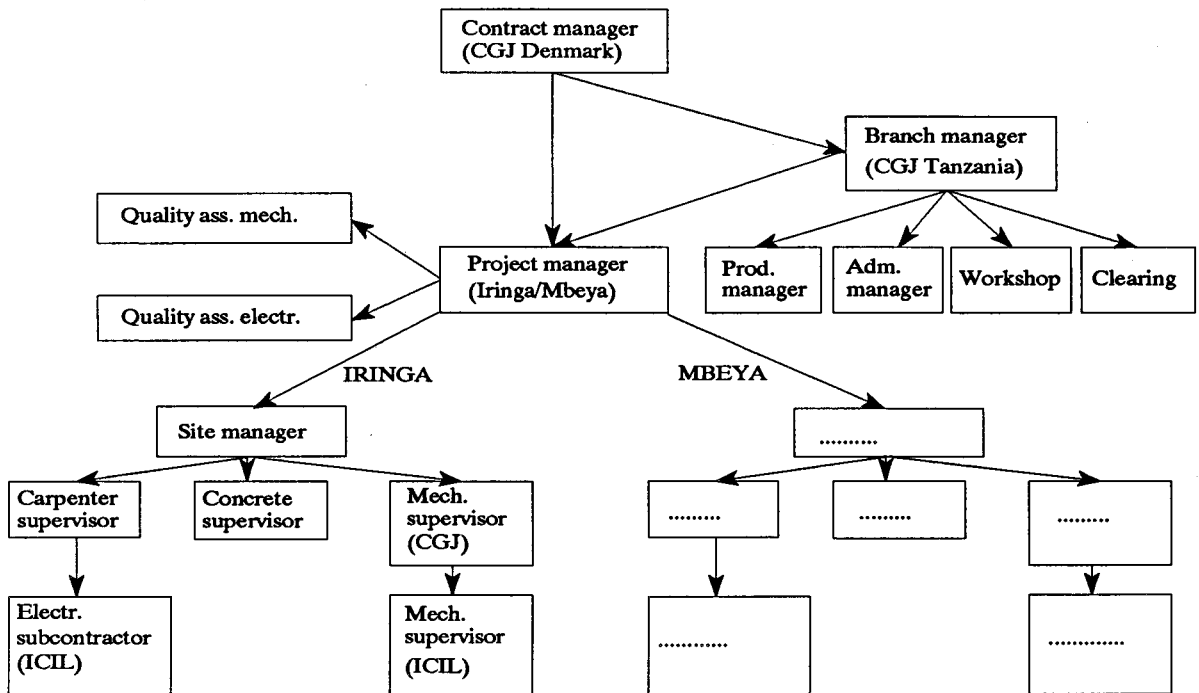 Contract manager
(CGJ Denmark)
Branch manager
(CGJ Tanzania)
Quality ass. mech.
Project manager
(Iringa/Mbeya)
Prod.
manager
Adm.
manager
Workshop
Clearing
Quality ass. electr.
IRINGA
MBEYA
Site manager
..........
Carpenter
supervisor
Concrete
supervisor
Mech.
supervisor
(CGJ)
.........
.........
.........
Electr.
subcontractor
(ICIL)
Mech.
supervisor
(ICIL)
............
.............